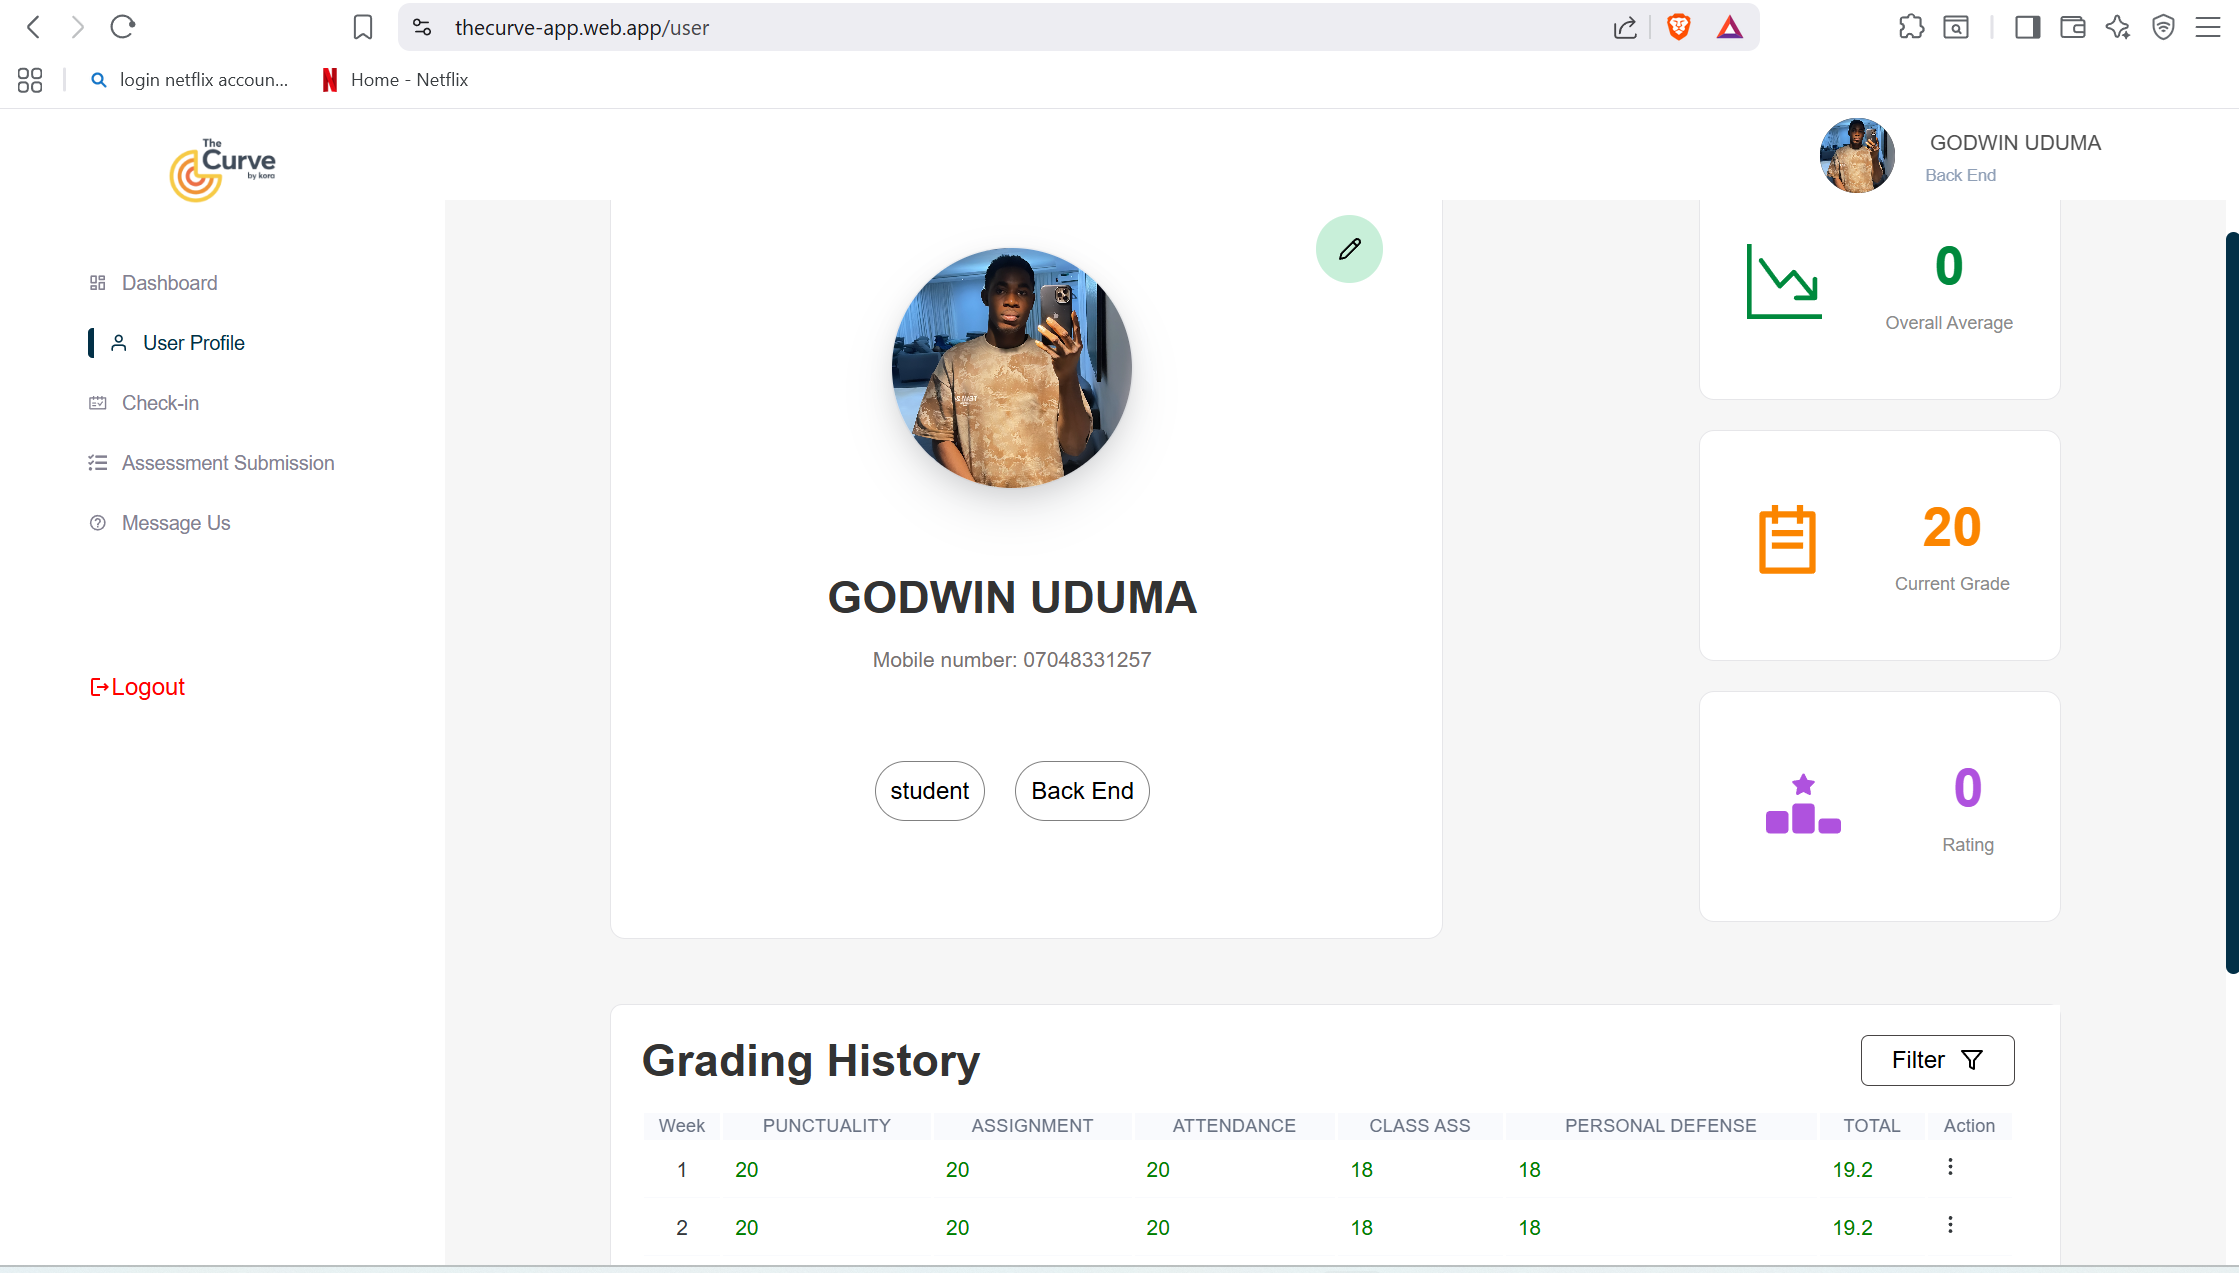 thecurve-app.web.app/user
login netflix accoun...
Home - Netflix
The
Curve
by kora
GODWIN UDUMA
Back End
Dashboard
User Profile
Check-in
Assessment Submission
Message Us
Logout
GODWIN UDUMA
Mobile number: 07048331257
student
Back End
0
Overall Average
20
Current Grade
0
Rating
Grading History
Filter
Week PUNCTUALITY ASSIGNMENT ATTENDANCE CLASS ASS PERSONAL DEFENSE TOTAL Action
1 20 20 20 18 18 19.2
2 20 20 20 18 18 19.2